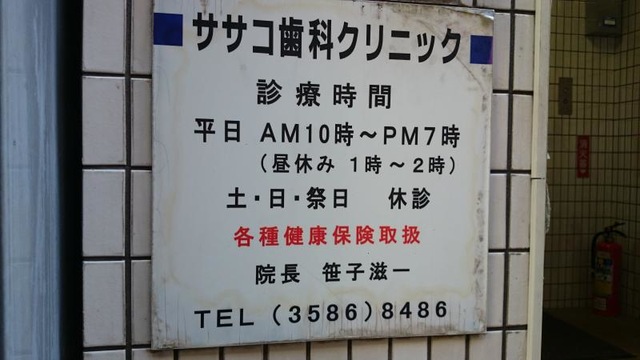 ササコ歯科クリニック
診療時間
平日 AM10時～PM7時
（昼休み 1時～2時）
土・日・祭日 休診
各種健康保険取扱
院長 笹子滋一
TEL（3586）8486